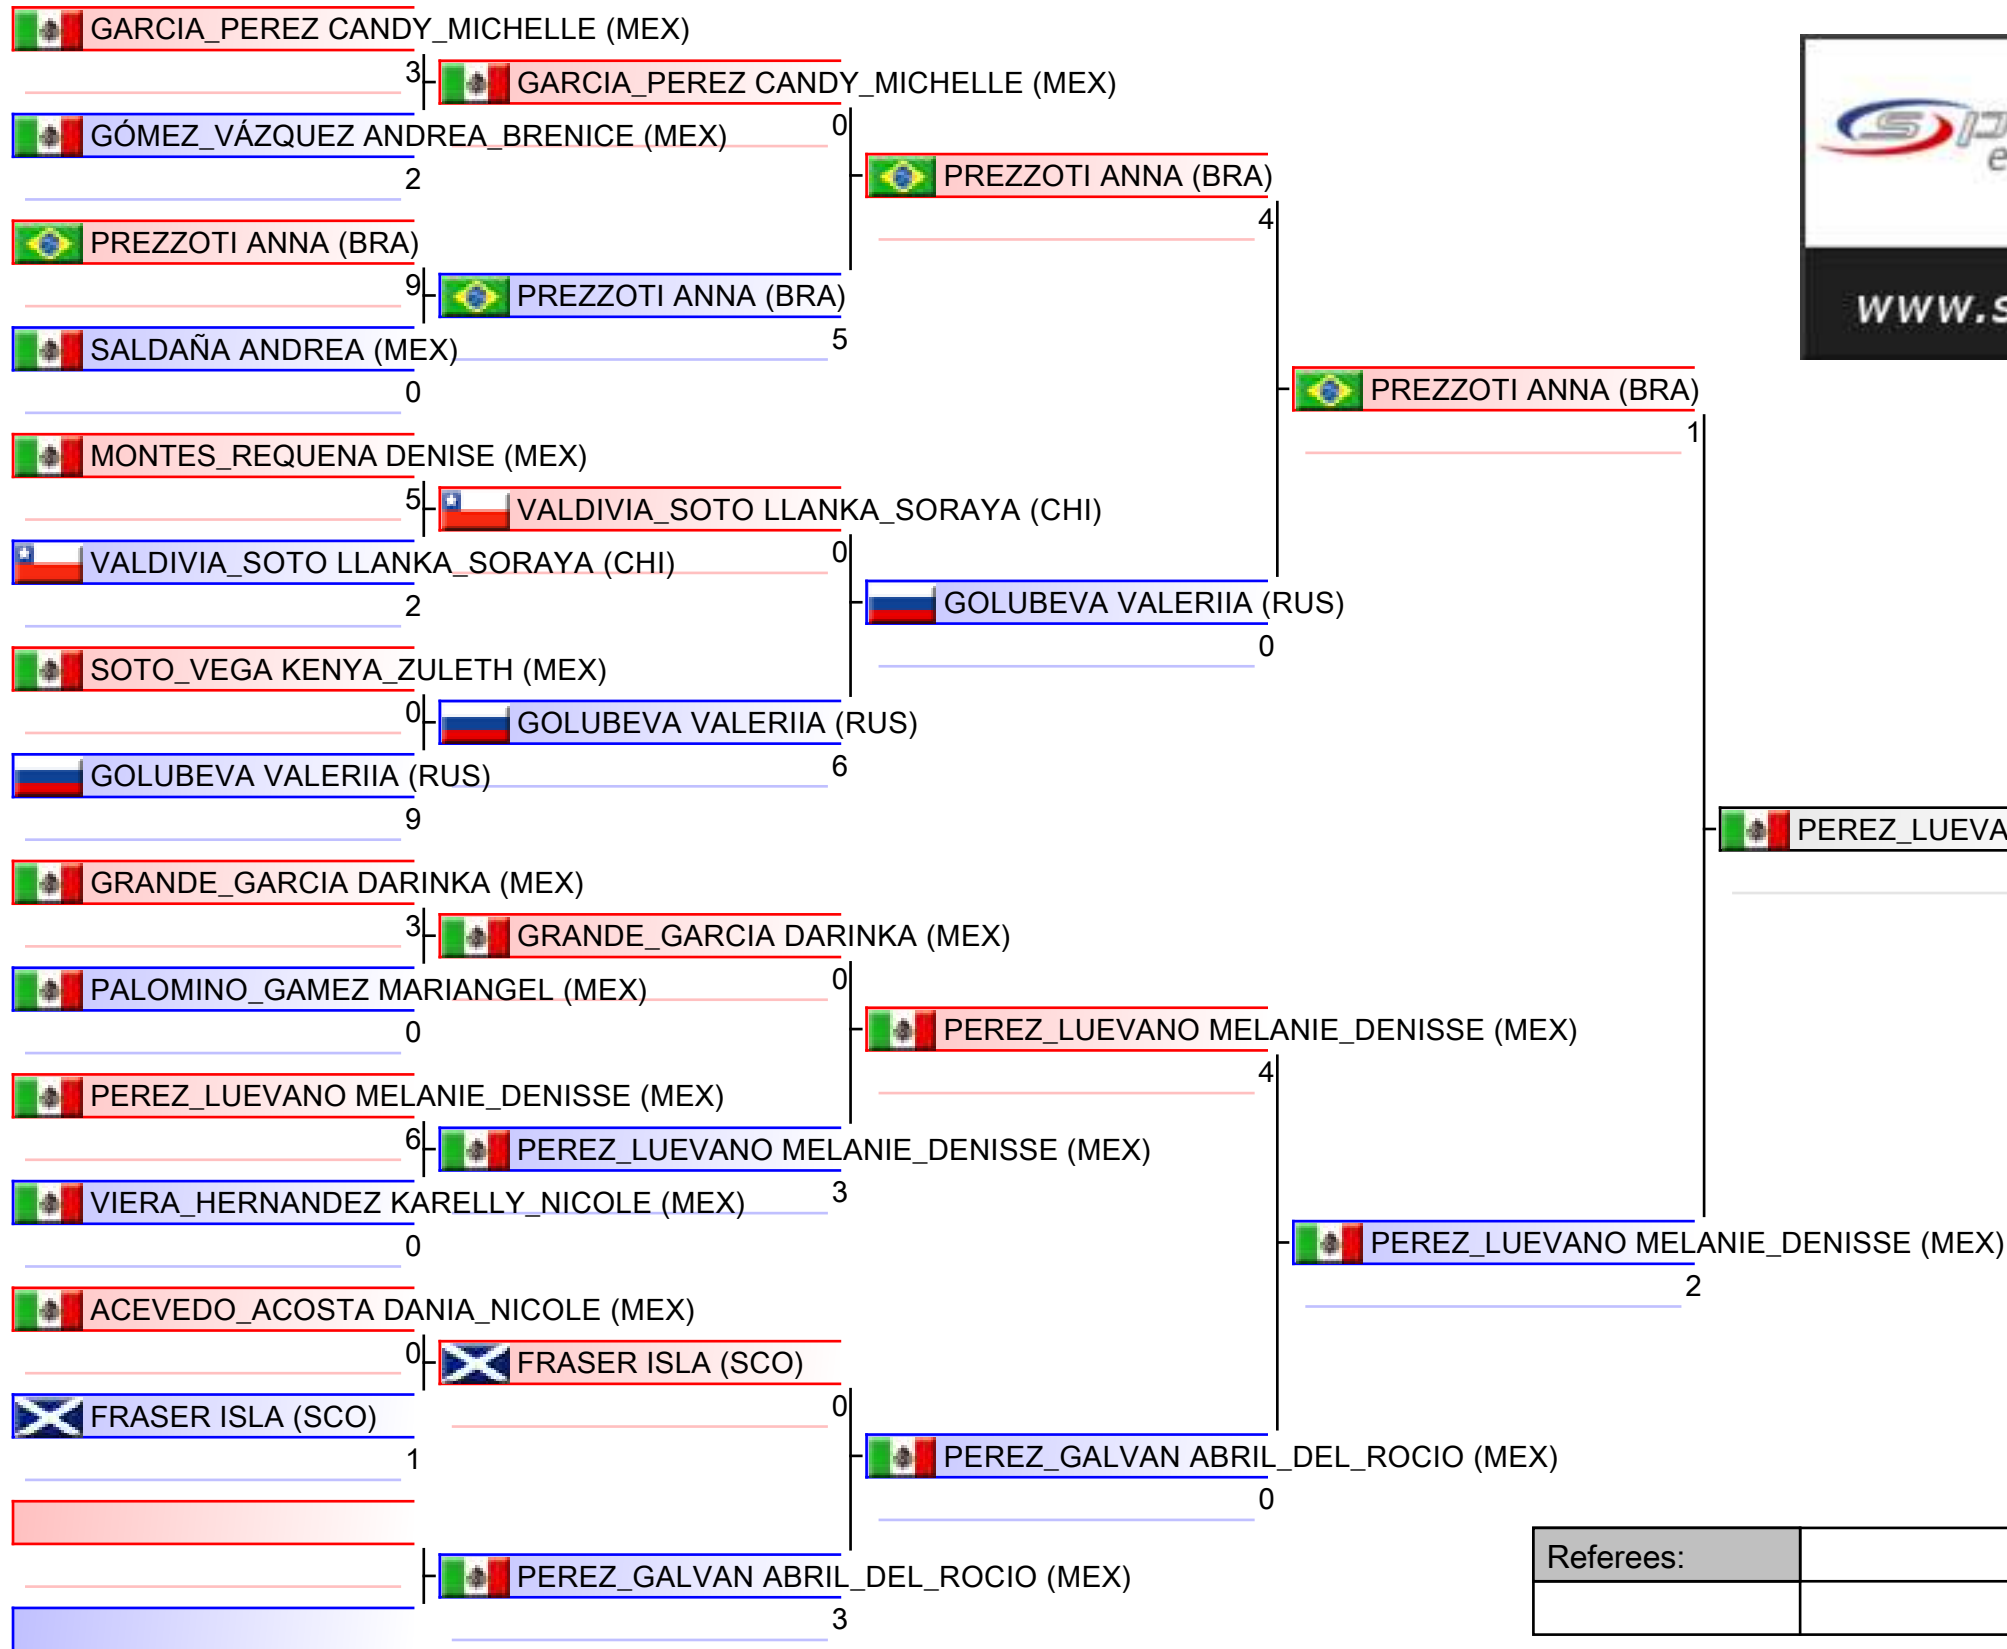 GARCIA_PEREZ CANDY_MICHELLE (MEX)
3
GARCIA_PEREZ CANDY_MICHELLE (MEX)
0
GÓMEZ_VÁZQUEZ ANDREA_BRENICE (MEX)
2
PREZZOTI ANNA (BRA)
4
PREZZOTI ANNA (BRA)
9
PREZZOTI ANNA (BRA)
5
SALDAÑA ANDREA (MEX)
0
PREZZOTI ANNA (BRA)
1
www.s
MONTES_REQUENA DENISE (MEX)
5
VALDIVIA_SOTO LLANKA_SORAYA (CHI)
0
VALDIVIA_SOTO LLANKA_SORAYA (CHI)
2
GOLUBEVA VALERIIA (RUS)
0
SOTO_VEGA KENYA_ZULETH (MEX)
0
GOLUBEVA VALERIIA (RUS)
6
GOLUBEVA VALERIIA (RUS)
9
PEREZ_LUEVA
GRANDE_GARCIA DARINKA (MEX)
3
GRANDE_GARCIA DARINKA (MEX)
0
PALOMINO_GAMEZ MARIANGEL (MEX)
0
PEREZ_LUEVANO MELANIE_DENISSE (MEX)
4
PEREZ_LUEVANO MELANIE_DENISSE (MEX)
6
PEREZ_LUEVANO MELANIE_DENISSE (MEX)
3
VIERA_HERNANDEZ KARELLY_NICOLE (MEX)
0
PEREZ_LUEVANO MELANIE_DENISSE (MEX)
2
ACEVEDO_ACOSTA DANIA_NICOLE (MEX)
0
FRASER ISLA (SCO)
0
FRASER ISLA (SCO)
1
PEREZ_GALVAN ABRIL_DEL_ROCIO (MEX)
0
PEREZ_GALVAN ABRIL_DEL_ROCIO (MEX)
3
Referees: